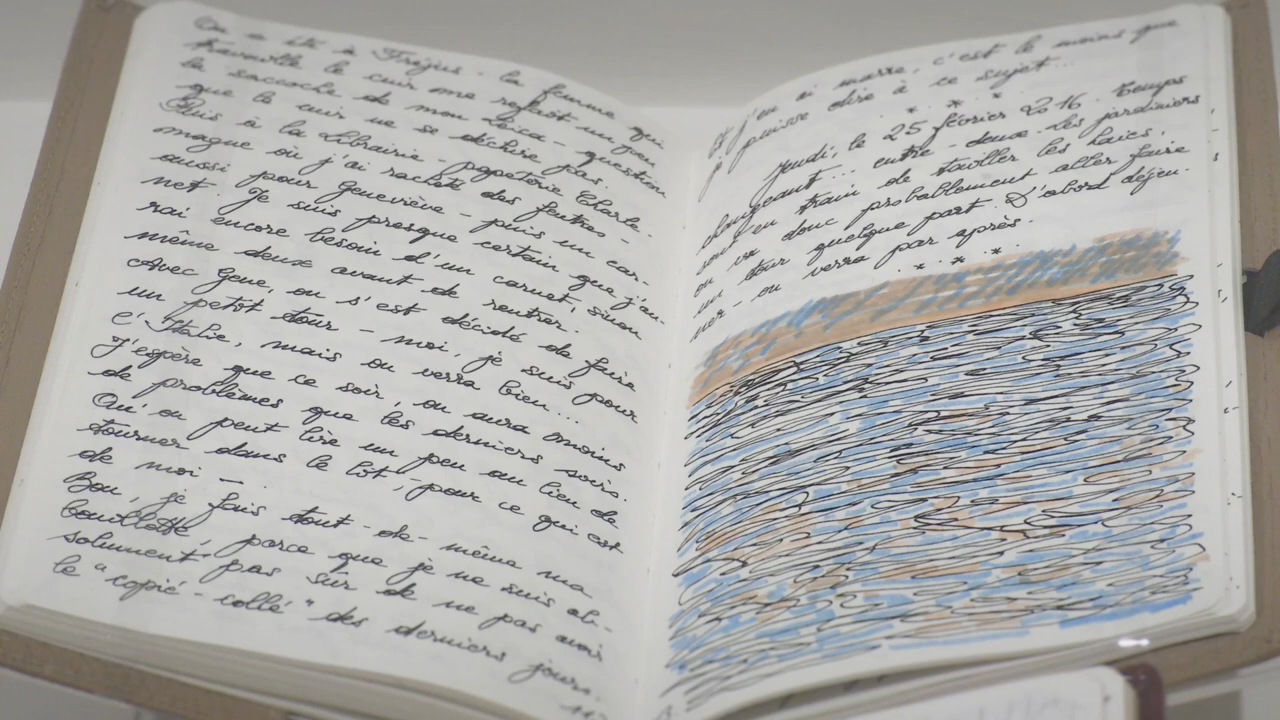 On a été à Fréjus - la femme qui
travaille le cuir me refait un peu
la saccoche de mon Leica - question
que le cuir ne se déchire pas.
Puis à la Librairie - papeterie Charle-
magne où j'ai racheté des feutres -
aussi pour Geneviève - puis un car-
net. Je suis presque certain que j'au-
rai encore besoin d'un carnet, sinon
même deux avant de rentrer.
Avec Gene, on s'est décidé de faire
un petit tour - moi, je suis pour
l'Italie, mais on verra bien...
J'espère que ce soir, on aura moins
de problèmes que les derniers soirs.
Qu'on peut lire un peu au lieu de
tourner dans le lit, - pour ce qui est
de moi -.
Bon, je fais tout-de-même ma
bouillotte, parce que je ne suis ab-
solument pas sur de ne pas avoir
le "copié-collé" des derniers jours.
Et j'en ai marre, c'est le moins que
je puisse dire à ce sujet...
* * *
Jeudi, le 25 février 2016. Temps
changeant... entre-deux - les jardiniers
sont en train de tailler les haies,
on va donc probablement aller faire
un tour quelque part. D'abord déjeu-
ner - on verra par après.
* * *